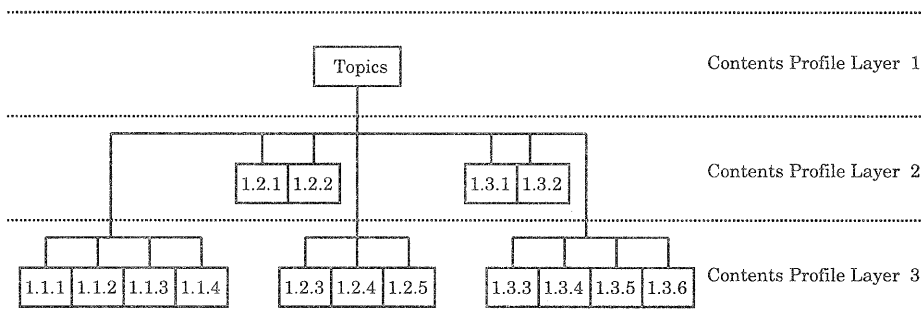 Topics
Contents Profile Layer 1
1.2.1 1.2.2 1.3.1 1.3.2
Contents Profile Layer 2
1.1.1 1.1.2 1.1.3 1.1.4 1.2.3 1.2.4 1.2.5 1.3.3 1.3.4 1.3.5 1.3.6
Contents Profile Layer 3